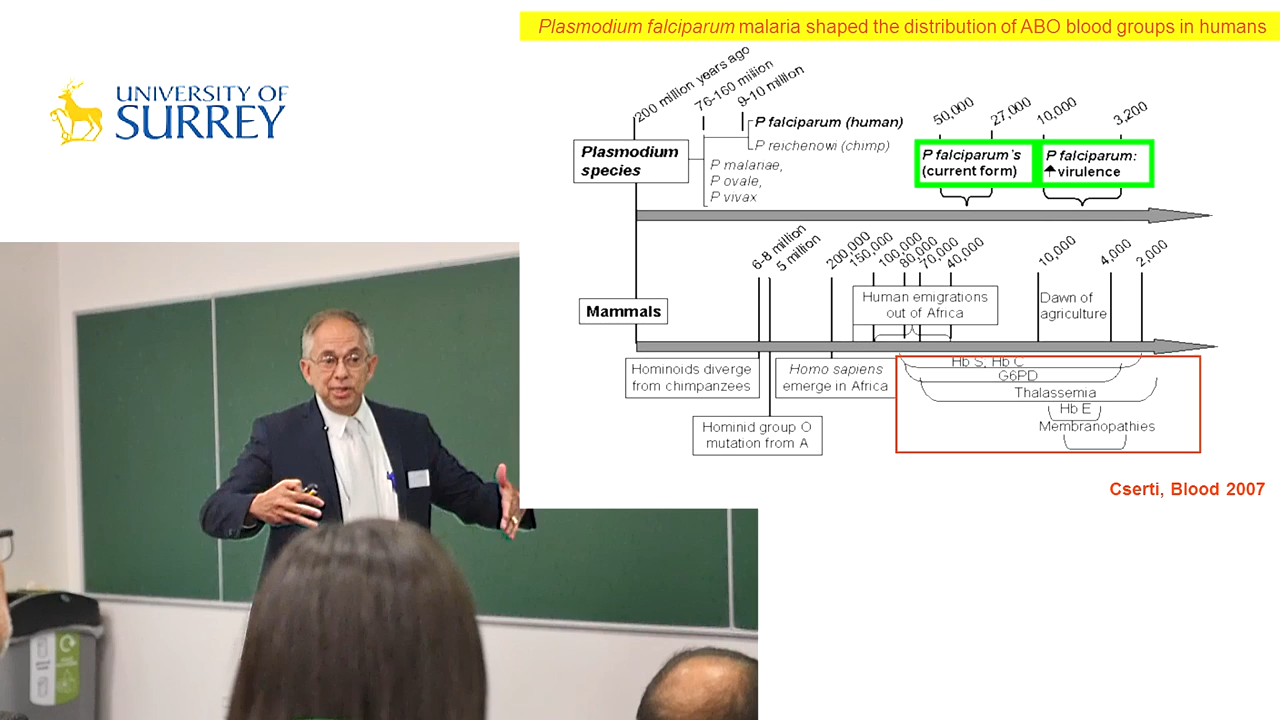 Plasmodium falciparum malaria shaped the distribution of ABO blood groups in humans
UNIVERSITY OF
SURREY
200 million years ago
76-160 million
9-10 million
50,000
27,000
10,000
3,200
Plasmodium
species
P falciparum (human)
P reichenowi (chimp)
P malariae,
P ovale,
P vivax
P falciparum's
(current form)
P falciparum:
virulence
6-8 million
5 million
200,000
150,000
100,000
80,000
70,000
40,000
10,000
4,000
2,000
Mammals
Human emigrations
out of Africa
Dawn of
agriculture
Hominoids diverge
from chimpanzees
Homo sapiens
emerge in Africa
Hominid group O
mutation from A
Hb S, Hb C
G6PD
Thalassemia
Hb E
Membranopathies
Cserti, Blood 2007